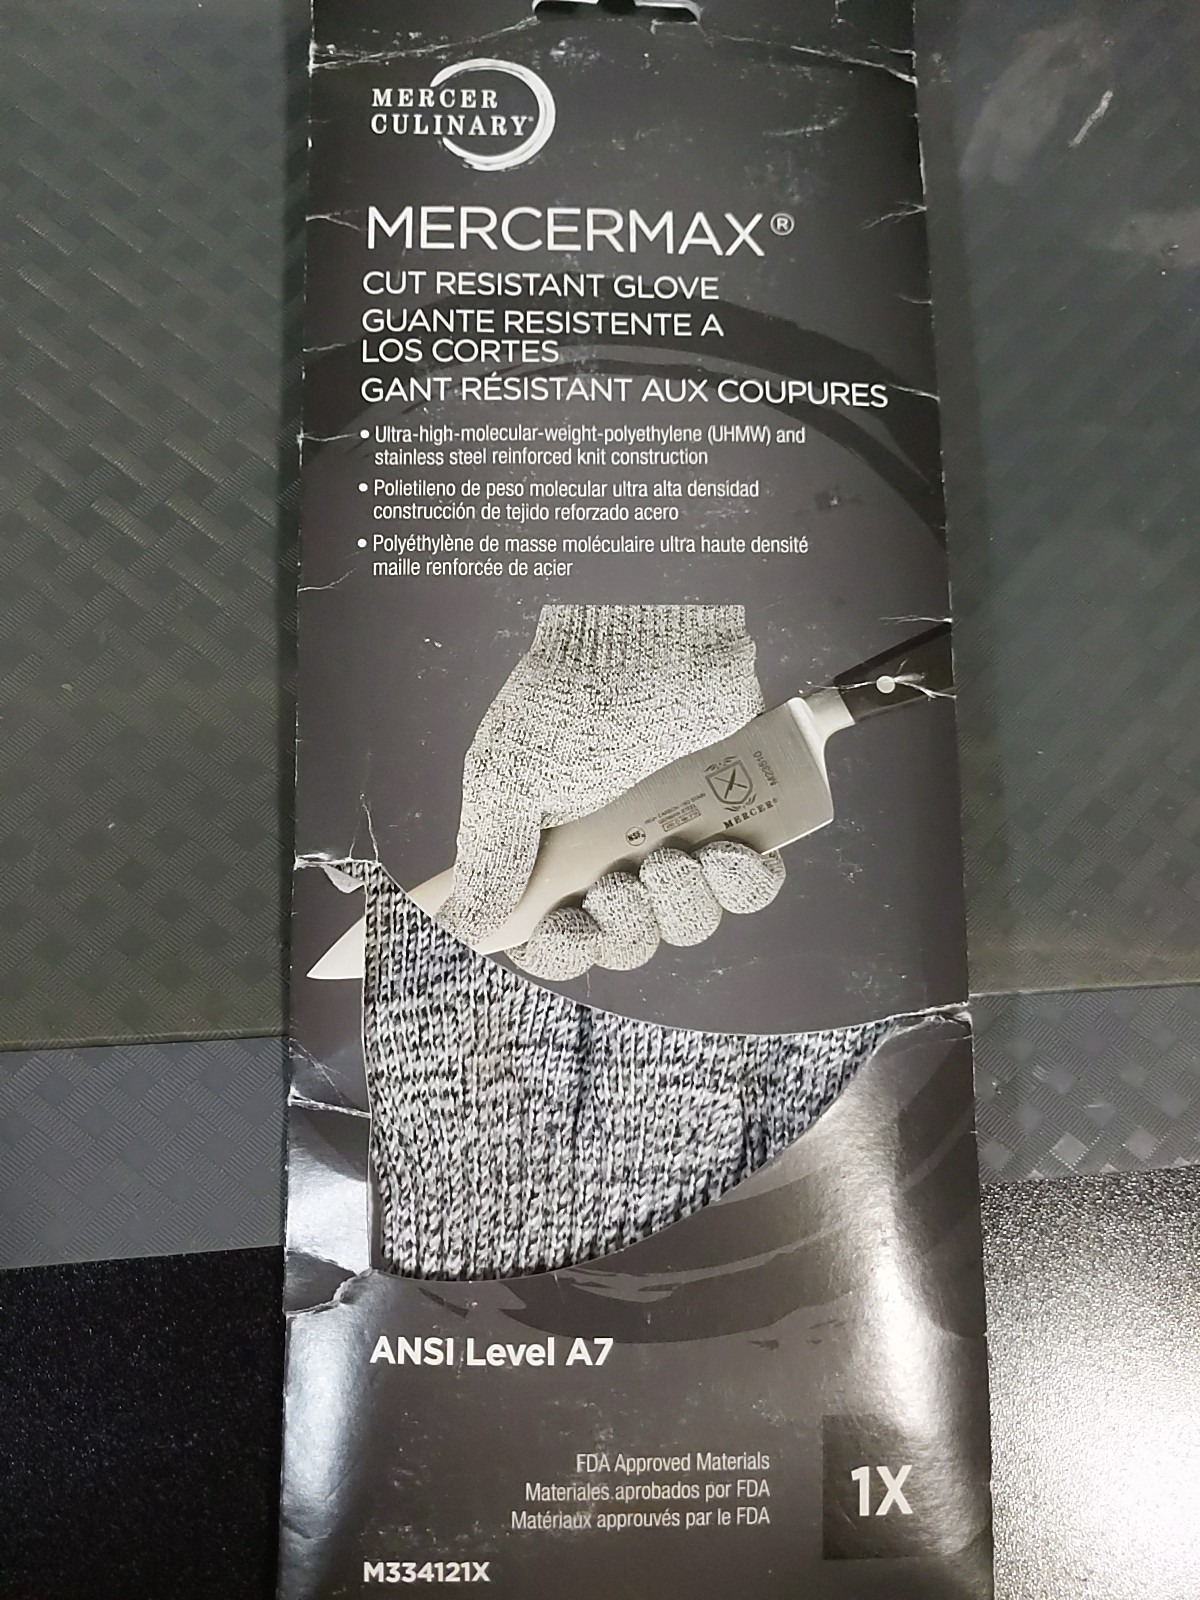 MERCER
CULINARY®
MERCERMAX®
CUT RESISTANT GLOVE
GUANTE RESISTENTE A
LOS CORTES
GANT RÉSISTANT AUX COUPURES
• Ultra-high-molecular-weight-polyethylene (UHMW) and
stainless steel reinforced knit construction
• Polietileno de peso molecular ultra alta densidad
construcción de tejido reforzado acero
• Polyéthylène de masse moléculaire ultra haute densité
maille renforcée de acier
M23510
MERCER®
NSF
ANSI Level A7
FDA Approved Materials
Materiales aprobados por FDA
Matériaux approuvés par le FDA
1X
M334121X